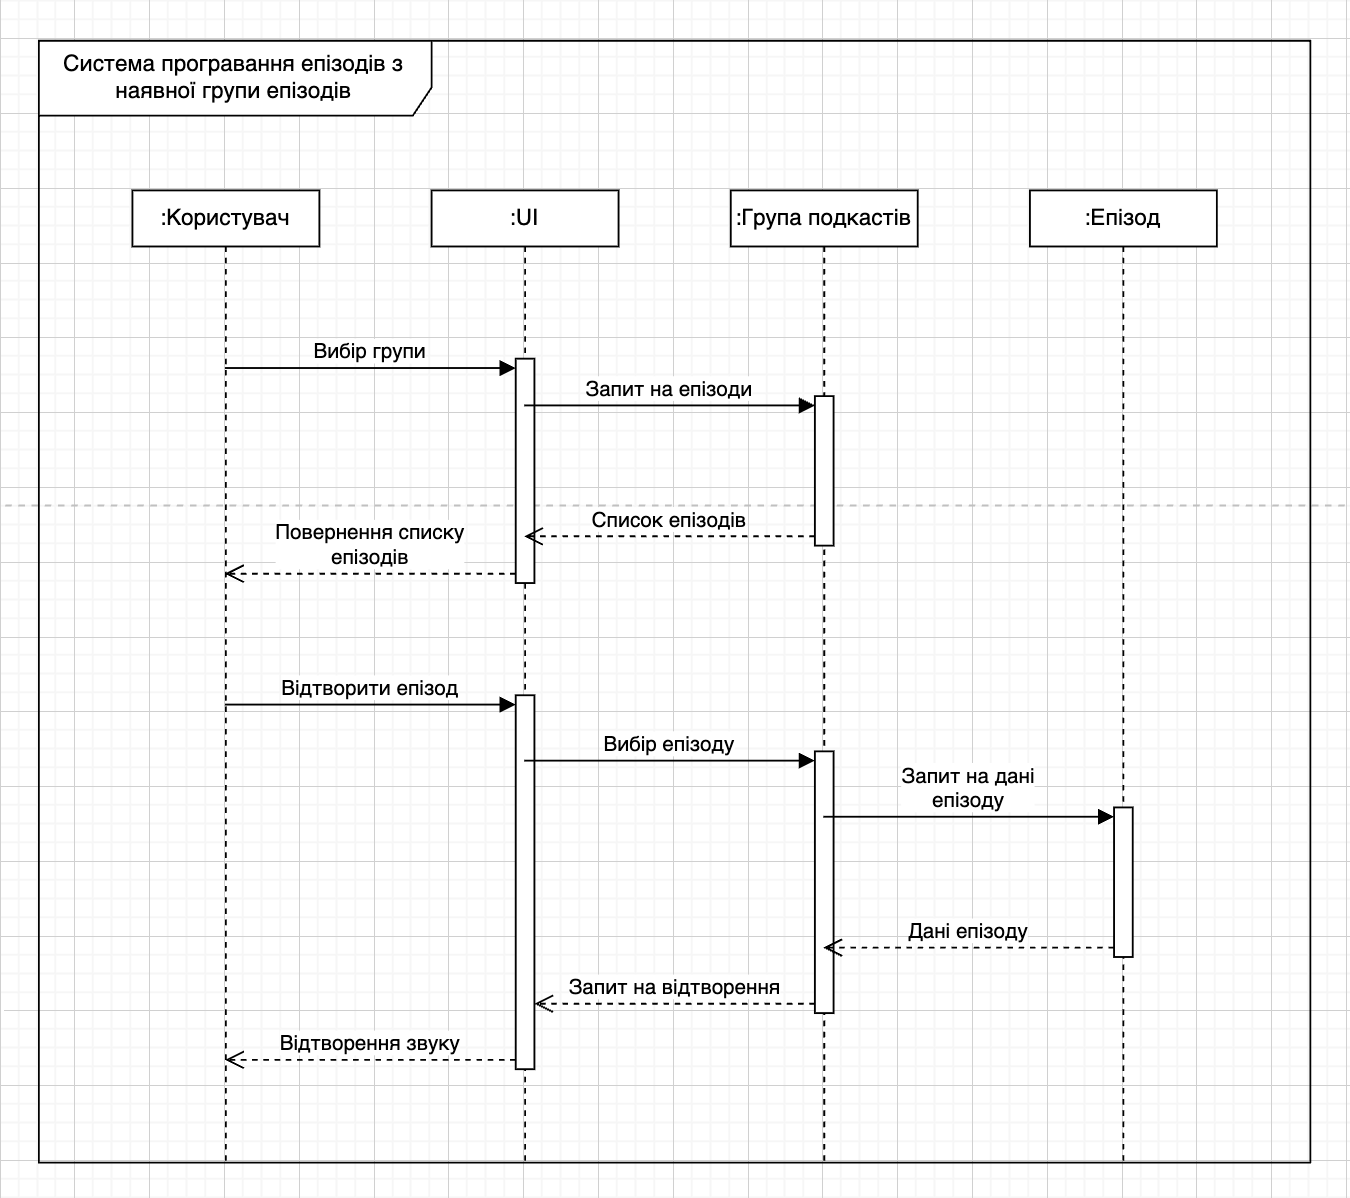 Система програвання епізодів з
наявної групи епізодів
:Користувач
:UI
:Група подкастів
:Епізод
Вибір групи
Запит на епізоди
Список епізодів
Повернення списку
епізодів
Відтворити епізод
Вибір епізоду
Запит на дані
епізоду
Дані епізоду
Запит на відтворення
Відтворення звуку